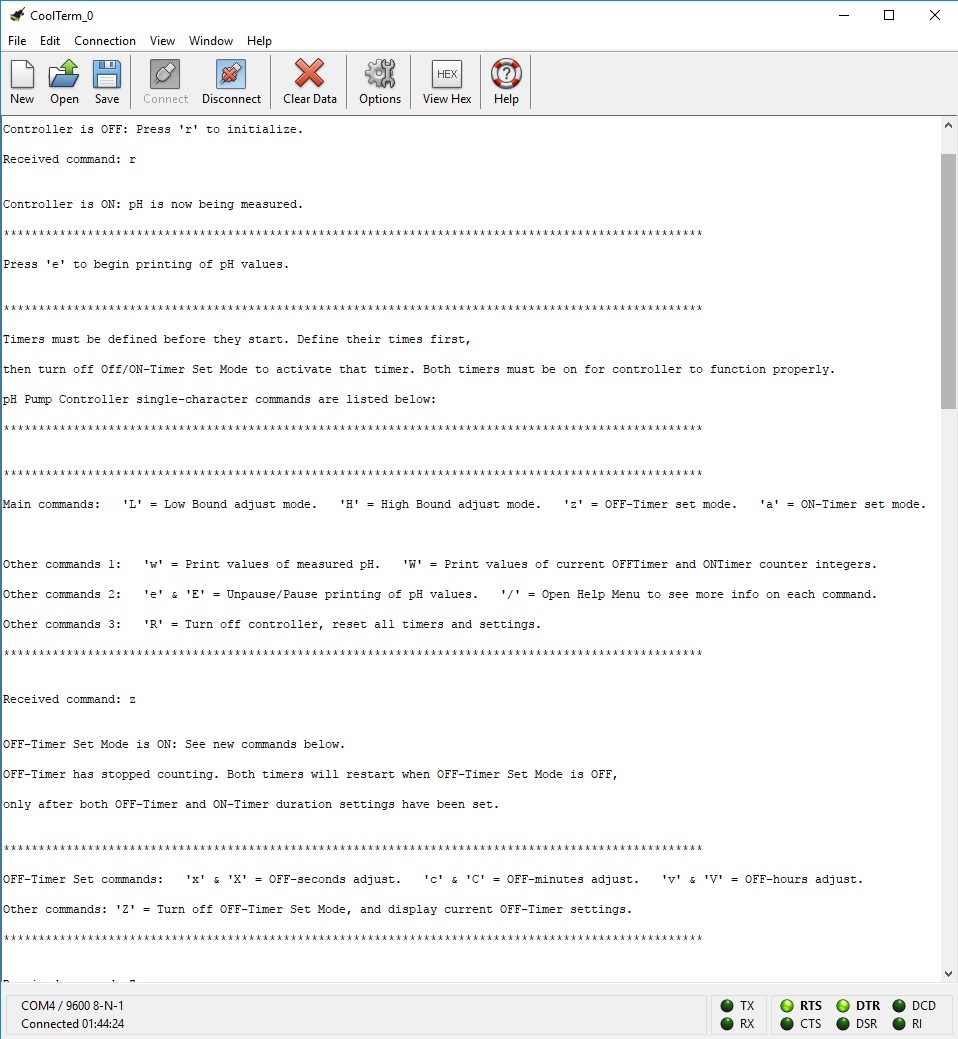 CoolTerm_0
File Edit Connection View Window Help
HEX
New Open Save Connect Disconnect Clear Data Options View Hex Help
Controller is OFF: Press 'r' to initialize.
Received command: r
Controller is ON: pH is now being measured.
****************************************************************************************************
Press 'e' to begin printing of pH values.
****************************************************************************************************
Timers must be defined before they start. Define their times first,
then turn off Off/ON-Timer Set Mode to activate that timer. Both timers must be on for controller to function properly.
pH Pump Controller single-character commands are listed below:
****************************************************************************************************
****************************************************************************************************
Main commands:   'L' = Low Bound adjust mode.   'H' = High Bound adjust mode.   'z' = OFF-Timer set mode.   'a' = ON-Timer set mode.
Other commands 1:   'w' = Print values of measured pH.   'W' = Print values of current OFFTimer and ONTimer counter integers.
Other commands 2:   'e' & 'E' = Unpause/Pause printing of pH values.   '/' = Open Help Menu to see more info on each command.
Other commands 3:   'R' = Turn off controller, reset all timers and settings.
****************************************************************************************************
Received command: z
OFF-Timer Set Mode is ON: See new commands below.
OFF-Timer has stopped counting. Both timers will restart when OFF-Timer Set Mode is OFF,
only after both OFF-Timer and ON-Timer duration settings have been set.
****************************************************************************************************
OFF-Timer Set commands:   'x' & 'X' = OFF-seconds adjust.   'c' & 'C' = OFF-minutes adjust.   'v' & 'V' = OFF-hours adjust.
Other commands: 'Z' = Turn off OFF-Timer Set Mode, and display current OFF-Timer settings.
****************************************************************************************************
COM4 / 9600 8-N-1
Connected 01:44:24
TX RTS DTR DCD
RX CTS DSR RI